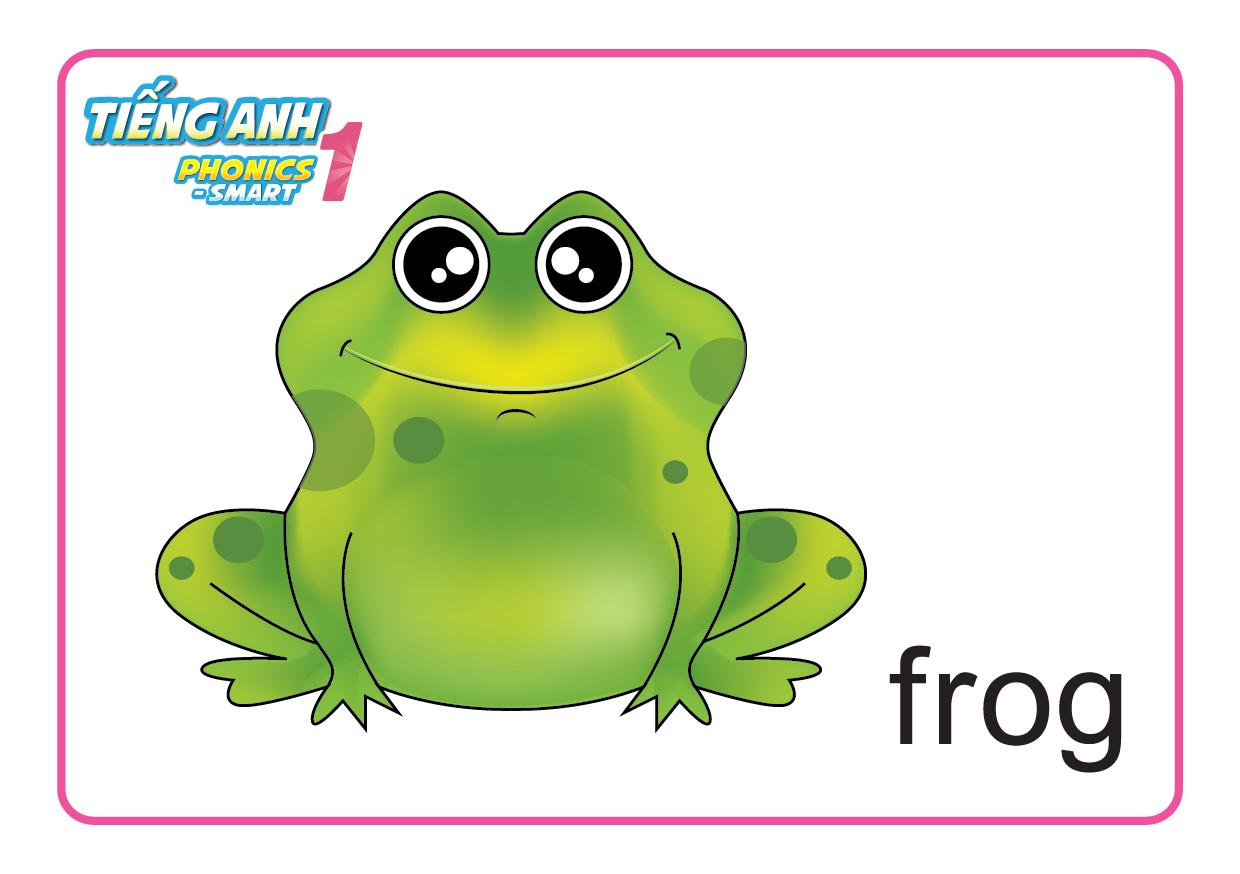 TIẾNG ANH 1
PHONICS
-SMART
frog